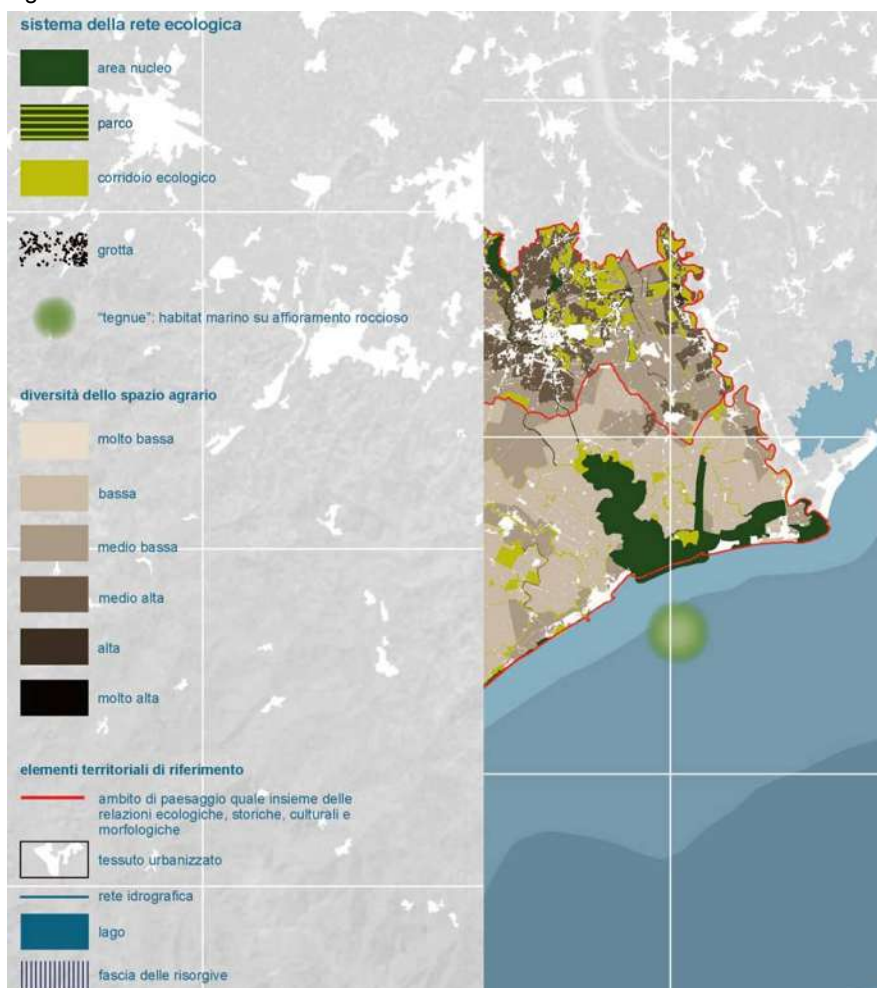 sistema della rete ecologica
area nucleo
parco
corridoio ecologico
grotta
"tegnue": habitat marino su affioramento roccioso
diversità dello spazio agrario
molto bassa
bassa
medio bassa
medio alta
alta
molto alta
elementi territoriali di riferimento
ambito di paesaggio quale insieme delle
relazioni ecologiche, storiche, culturali e
morfologiche
tessuto urbanizzato
rete idrografica
lago
fascia delle risorgive